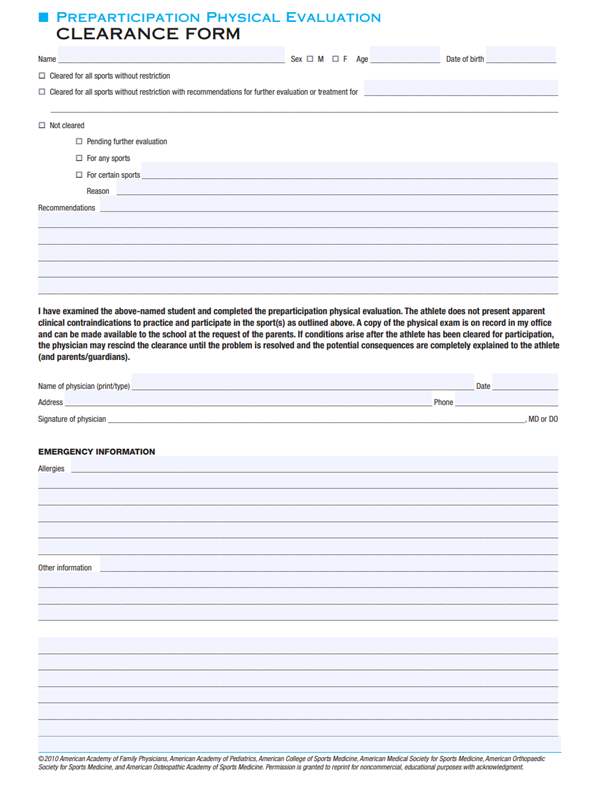 PREPARTICIPATION PHYSICAL EVALUATION
CLEARANCE FORM
Name Sex M F Age Date of birth
Cleared for all sports without restriction
Cleared for all sports without restriction with recommendations for further evaluation or treatment for
Not cleared
Pending further evaluation
For any sports
For certain sports
Reason
Recommendations
I have examined the above-named student and completed the preparticipation physical evaluation. The athlete does not present apparent
clinical contraindications to practice and participate in the sport(s) as outlined above. A copy of the physical exam is on record in my office
and can be made available to the school at the request of the parents. If conditions arise after the athlete has been cleared for participation,
the physician may rescind the clearance until the problem is resolved and the potential consequences are completely explained to the athlete
(and parents/guardians).
Name of physician (print/type) Date
Address Phone
Signature of physician , MD or DO
EMERGENCY INFORMATION
Allergies
Other information
©2010 American Academy of Family Physicians, American Academy of Pediatrics, American College of Sports Medicine, American Medical Society for Sports Medicine, American Orthopaedic
Society for Sports Medicine, and American Osteopathic Academy of Sports Medicine. Permission is granted to reprint for noncommercial, educational purposes with acknowledgment.